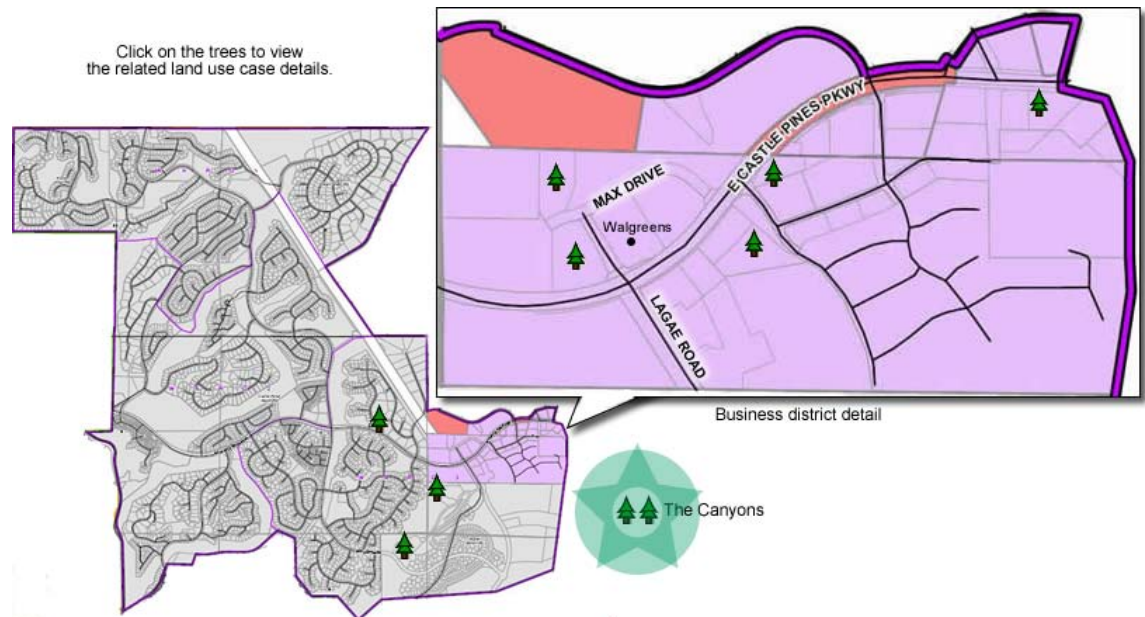 Click on the trees to view
the related land use case details.
E CASTLE PINES PKWY
MAX DRIVE
Walgreens
LAGAE ROAD
Business district detail
The Canyons